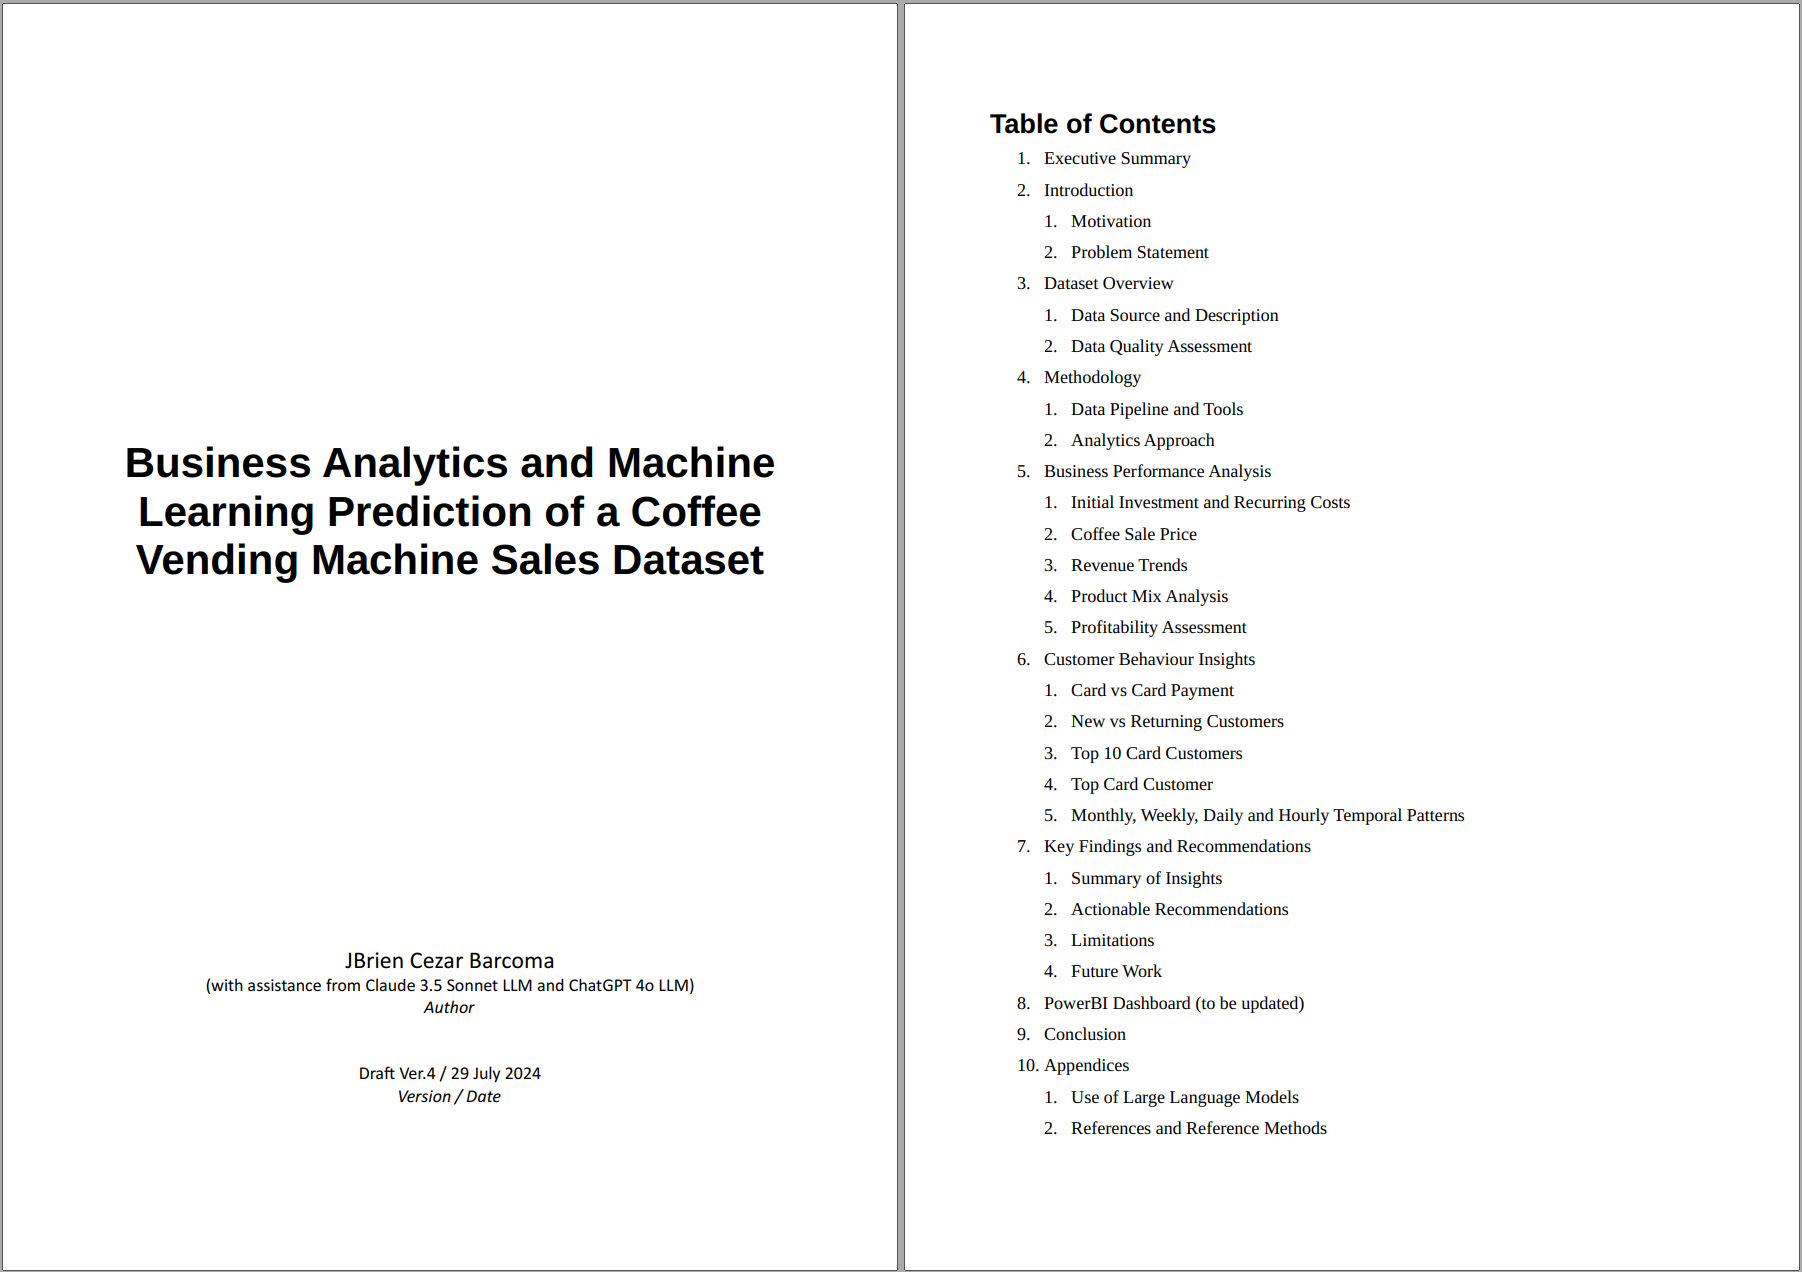 Business Analytics and Machine
Learning Prediction of a Coffee
Vending Machine Sales Dataset
JBrien Cezar Barcoma
(with assistance from Claude 3.5 Sonnet LLM and ChatGPT 4o LLM)
Author
Draft Ver.4 / 29 July 2024
Version / Date
Table of Contents
1. Executive Summary
2. Introduction
1. Motivation
2. Problem Statement
3. Dataset Overview
1. Data Source and Description
2. Data Quality Assessment
4. Methodology
1. Data Pipeline and Tools
2. Analytics Approach
5. Business Performance Analysis
1. Initial Investment and Recurring Costs
2. Coffee Sale Price
3. Revenue Trends
4. Product Mix Analysis
5. Profitability Assessment
6. Customer Behaviour Insights
1. Card vs Card Payment
2. New vs Returning Customers
3. Top 10 Card Customers
4. Top Card Customer
5. Monthly, Weekly, Daily and Hourly Temporal Patterns
7. Key Findings and Recommendations
1. Summary of Insights
2. Actionable Recommendations
3. Limitations
4. Future Work
8. PowerBI Dashboard (to be updated)
9. Conclusion
10. Appendices
1. Use of Large Language Models
2. References and Reference Methods